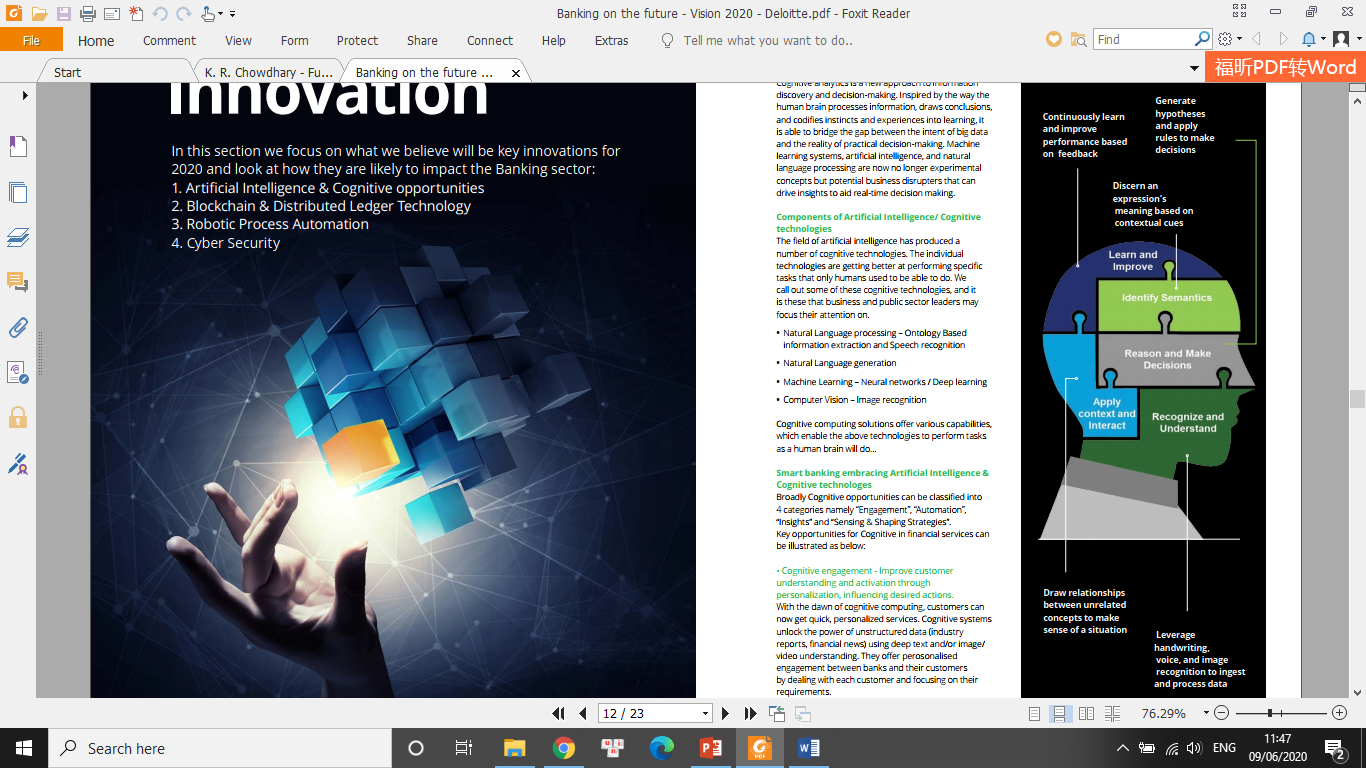 Banking on the future - Vision 2020 - Deloitte.pdf - Foxit Reader
File Home Comment View Form Protect Share Connect Help Extras Tell me what you want to do..
Find
Start
K. R. Chowdhary - Fu...
Banking on the future ...
福昕PDF转Word
Innovation
In this section we focus on what we believe will be key innovations for
2020 and look at how they are likely to impact the Banking sector:
1. Artificial Intelligence & Cognitive opportunities
2. Blockchain & Distributed Ledger Technology
3. Robotic Process Automation
4. Cyber Security
Cognitive analytics is a new approach to information
discovery and decision-making. Inspired by the way the
human brain processes information, draws conclusions,
and codifies instincts and experiences into learning, it
is able to bridge the gap between the intent of big data
and the reality of practical decision-making. Machine
learning systems, artificial intelligence, and natural
language processing are now no longer experimental
concepts but potential business disrupters that can
drive insights to aid real-time decision making.
Components of Artificial Intelligence/ Cognitive
technologies
The field of artificial intelligence has produced a
number of cognitive technologies. The individual
technologies are getting better at performing specific
tasks that only humans used to be able to do. We
call out some of these cognitive technologies, and it
is these that business and public sector leaders may
focus their attention on.
• Natural Language processing – Ontology Based
information extraction and Speech recognition
• Natural Language generation
• Machine Learning – Neural networks / Deep learning
• Computer Vision – Image recognition
Cognitive computing solutions offer various capabilities,
which enable the above technologies to perform tasks
as a human brain will do...
Smart banking embracing Artificial Intelligence &
Cognitive technologes
Broadly Cognitive opportunities can be classified into
4 categories namely “Engagement”, “Automation”,
“Insights” and “Sensing & Shaping Strategies”.
Key opportunities for Cognitive in financial services can
be illustrated as below:
• Cognitive engagement - Improve customer
understanding and activation through
personalization, influencing desired actions.
With the dawn of cognitive computing, customers can
now get quick, personalized services. Cognitive systems
unlock the power of unstructured data (industry
reports, financial news) using deep text and/or image/
video understanding. They offer perosonalised
engagement between banks and their customers
by dealing with each customer and focusing on their
requirements.
Continuously learn
and improve
performance based
on feedback
Generate
hypotheses
and apply
rules to make
decisions
Discern an
expression’s
meaning based on
contextual cues
Learn and
Improve
Identify Semantics
Reason and Make
Decisions
Apply
context and
Interact
Recognize and
Understand
Draw relationships
between unrelated
concepts to make
sense of a situation
Leverage
handwriting,
voice, and image
recognition to ingest
and process data
12 / 23
76.29%
Search here
ENG
11:47
09/06/2020
2